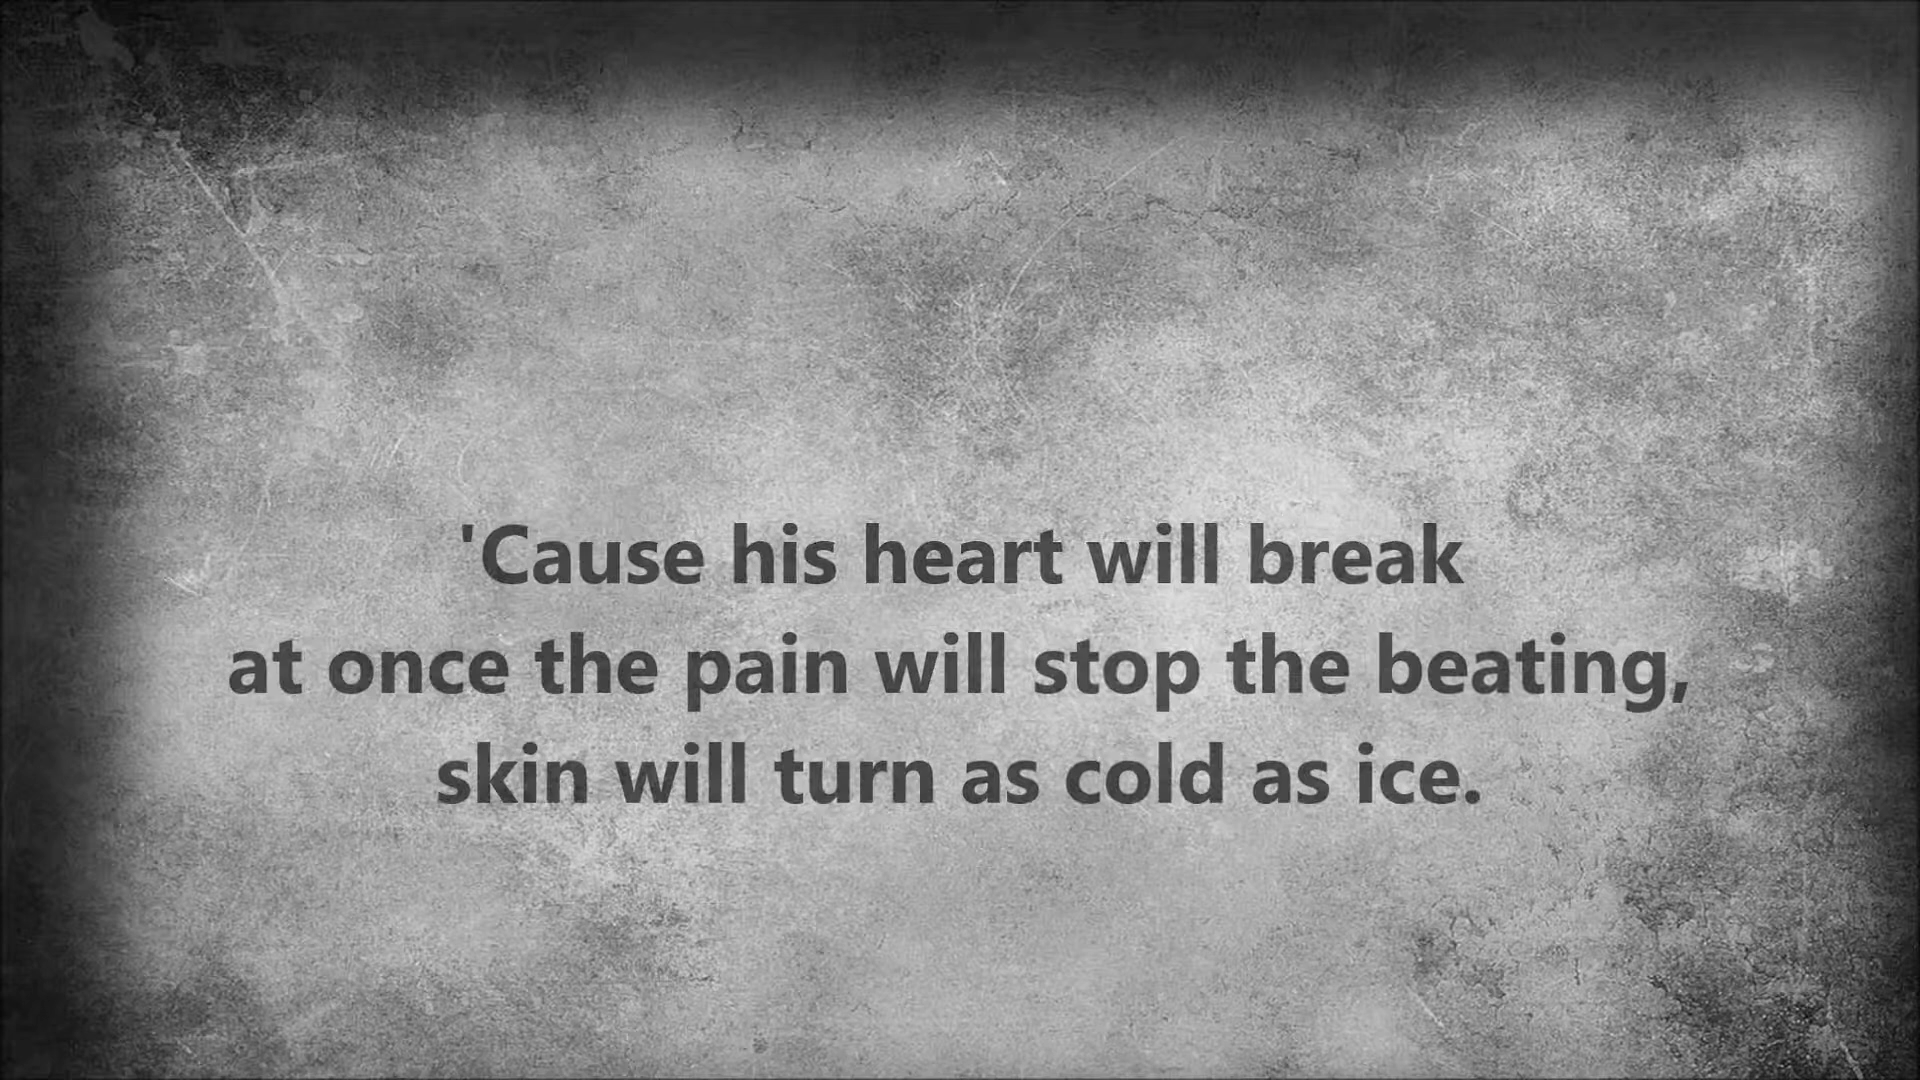 'Cause his heart will break
at once the pain will stop the beating,
skin will turn as cold as ice.